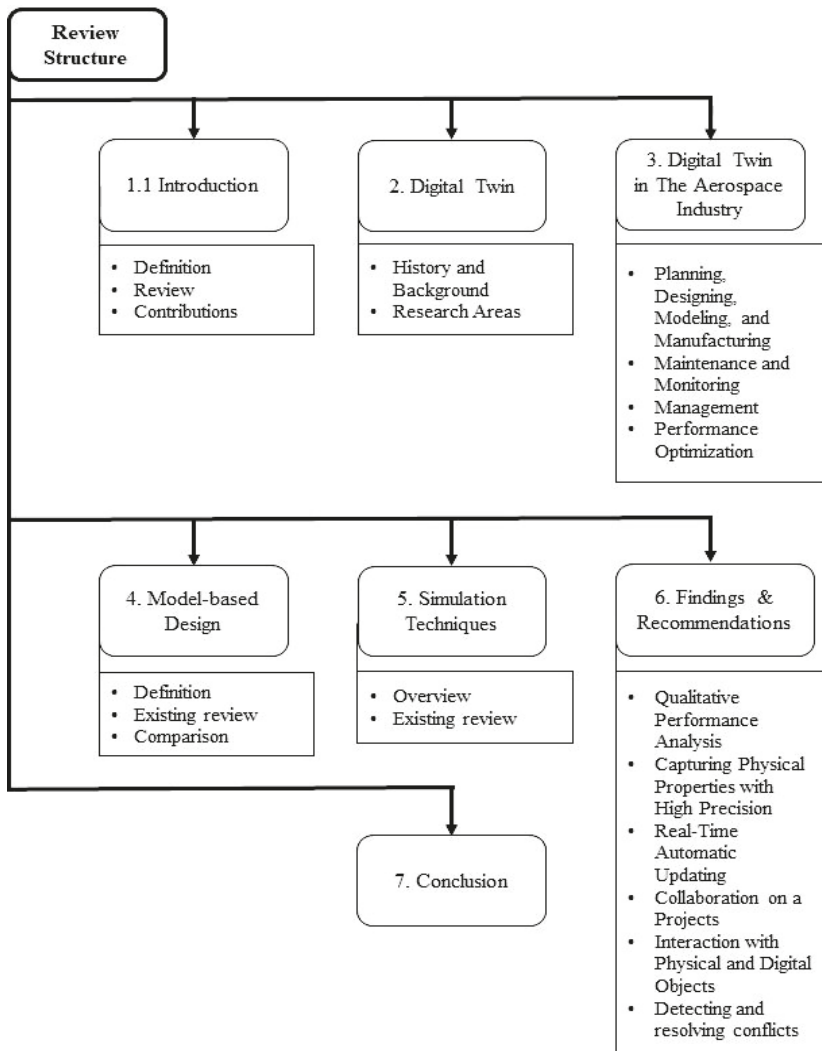 Review
Structure
1.1 Introduction
• Definition
• Review
• Contributions
2. Digital Twin
• History and
Background
• Research Areas
3. Digital Twin
in The Aerospace
Industry
• Planning,
Designing,
Modeling, and
Manufacturing
• Maintenance and
Monitoring
• Management
• Performance
Optimization
4. Model-based
Design
• Definition
• Existing review
• Comparison
5. Simulation
Techniques
• Overview
• Existing review
6. Findings &
Recommendations
• Qualitative
Performance
Analysis
• Capturing Physical
Properties with
High Precision
• Real-Time
Automatic
Updating
• Collaboration on a
Projects
• Interaction with
Physical and Digital
Objects
• Detecting and
resolving conflicts
7. Conclusion